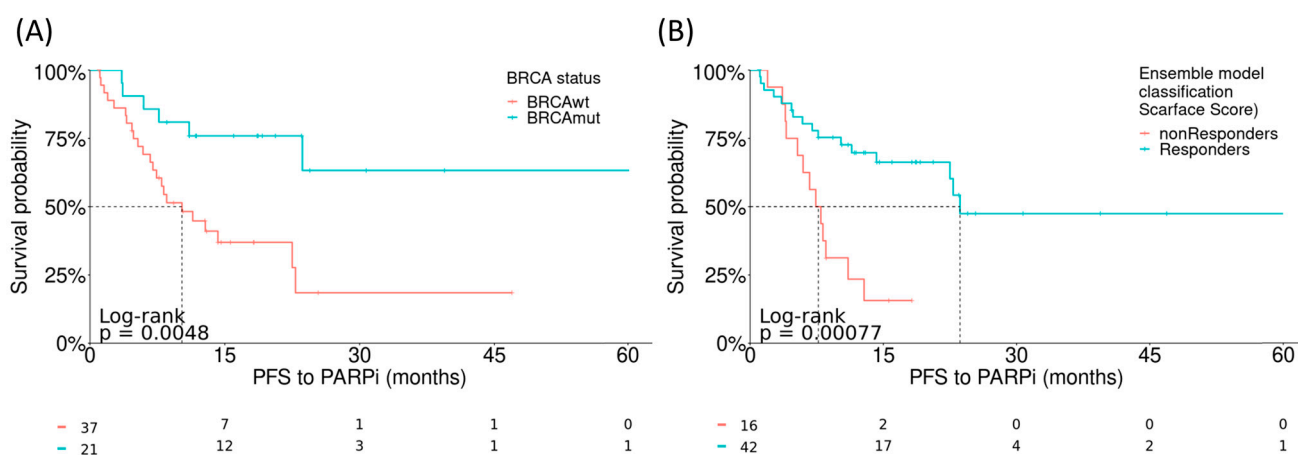 (A)
BRCA status
BRCAwt
BRCAmut
Survival probability
100%
75%
50%
25%
0%
Log-rank
p = 0.0048
0 15 30 45 60
PFS to PARPi (months)
37 7 1 1 0
21 12 3 1 1
(B)
Ensemble model
classification
Scarface Score)
nonResponders
Responders
Survival probability
100%
75%
50%
25%
0%
Log-rank
p = 0.00077
0 15 30 45 60
PFS to PARPi (months)
16 2 0 0 0
42 17 4 2 1